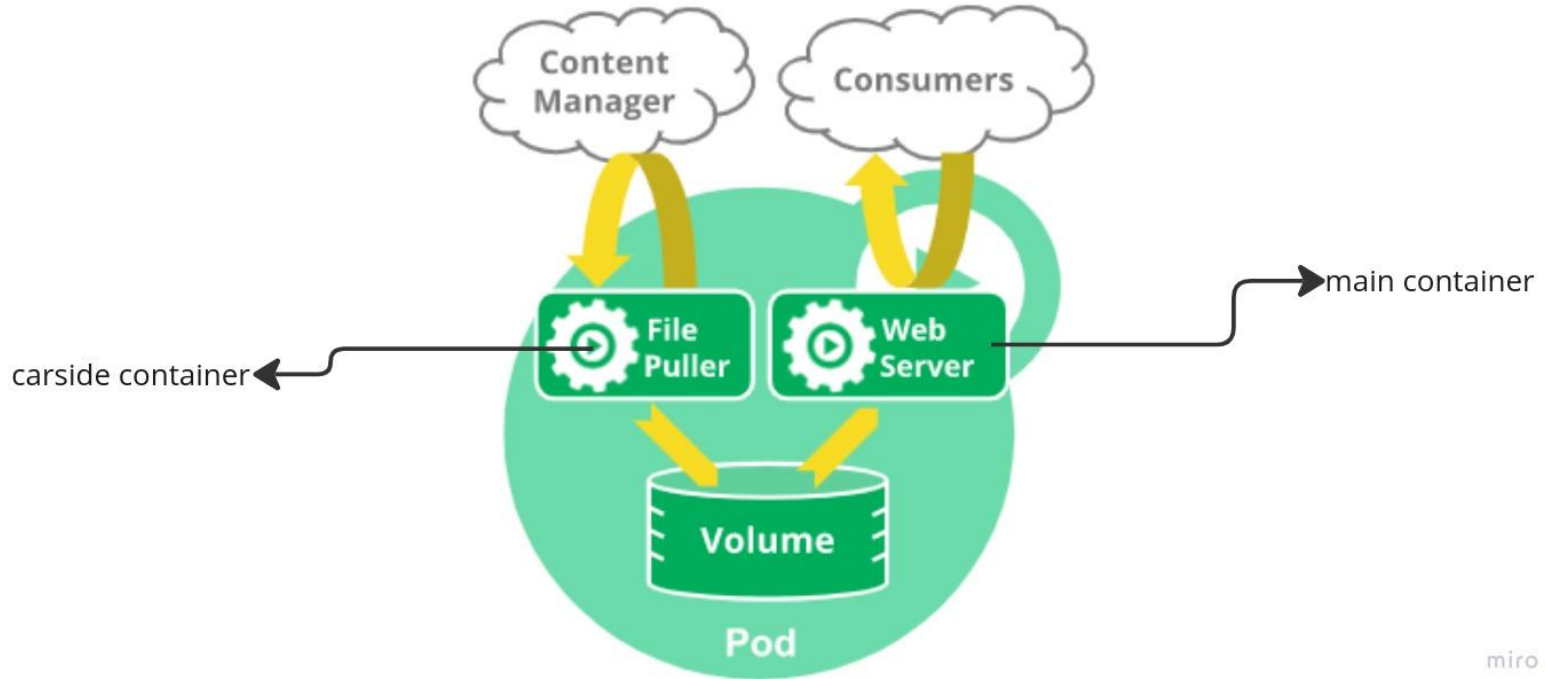 Content
Manager
Consumers
File
Puller
Web
Server
main container
carside container
Volume
Pod
miro